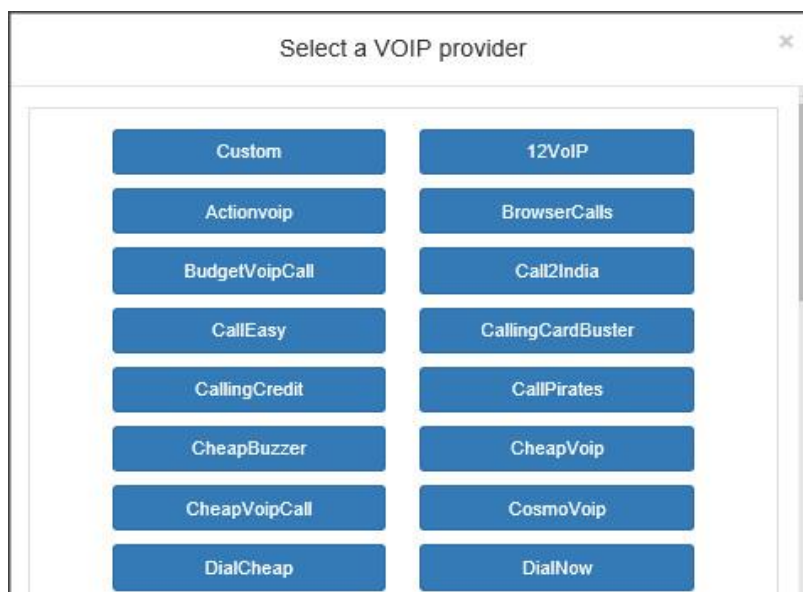 Select a VOIP provider
×
Custom
12VoIP
Actionvoip
BrowserCalls
BudgetVoipCall
Call2India
CallEasy
CallingCardBuster
CallingCredit
CallPirates
CheapBuzzer
CheapVoip
CheapVoipCall
CosmoVoip
DialCheap
DialNow